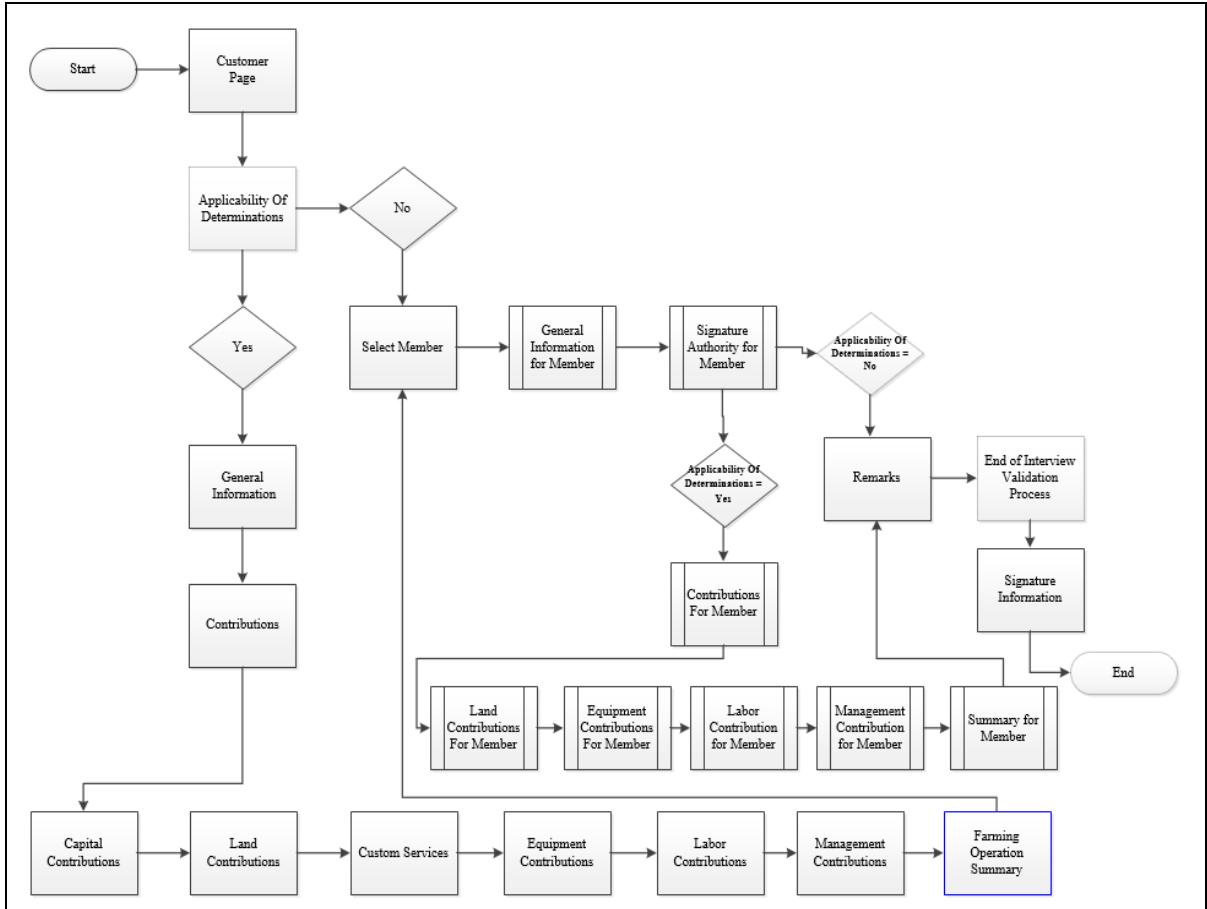 Start
Customer
Page
Applicability Of
Determinations
No
Yes
Select Member
General
Information
for Member
Signature
Authority for
Member
Applicability Of
Determinations =
No
General
Information
Applicability Of
Determinations =
Yes
Remarks
End of Interview
Validation
Process
Contributions
Contributions
For Member
Signature
Information
End
Land
Contributions
For Member
Equipment
Contributions
For Member
Labor
Contribution
for Member
Management
Contribution
for Member
Summary for
Member
Capital
Contributions
Land
Contributions
Custom Services
Equipment
Contributions
Labor
Contributions
Management
Contributions
Farming
Operation
Summary